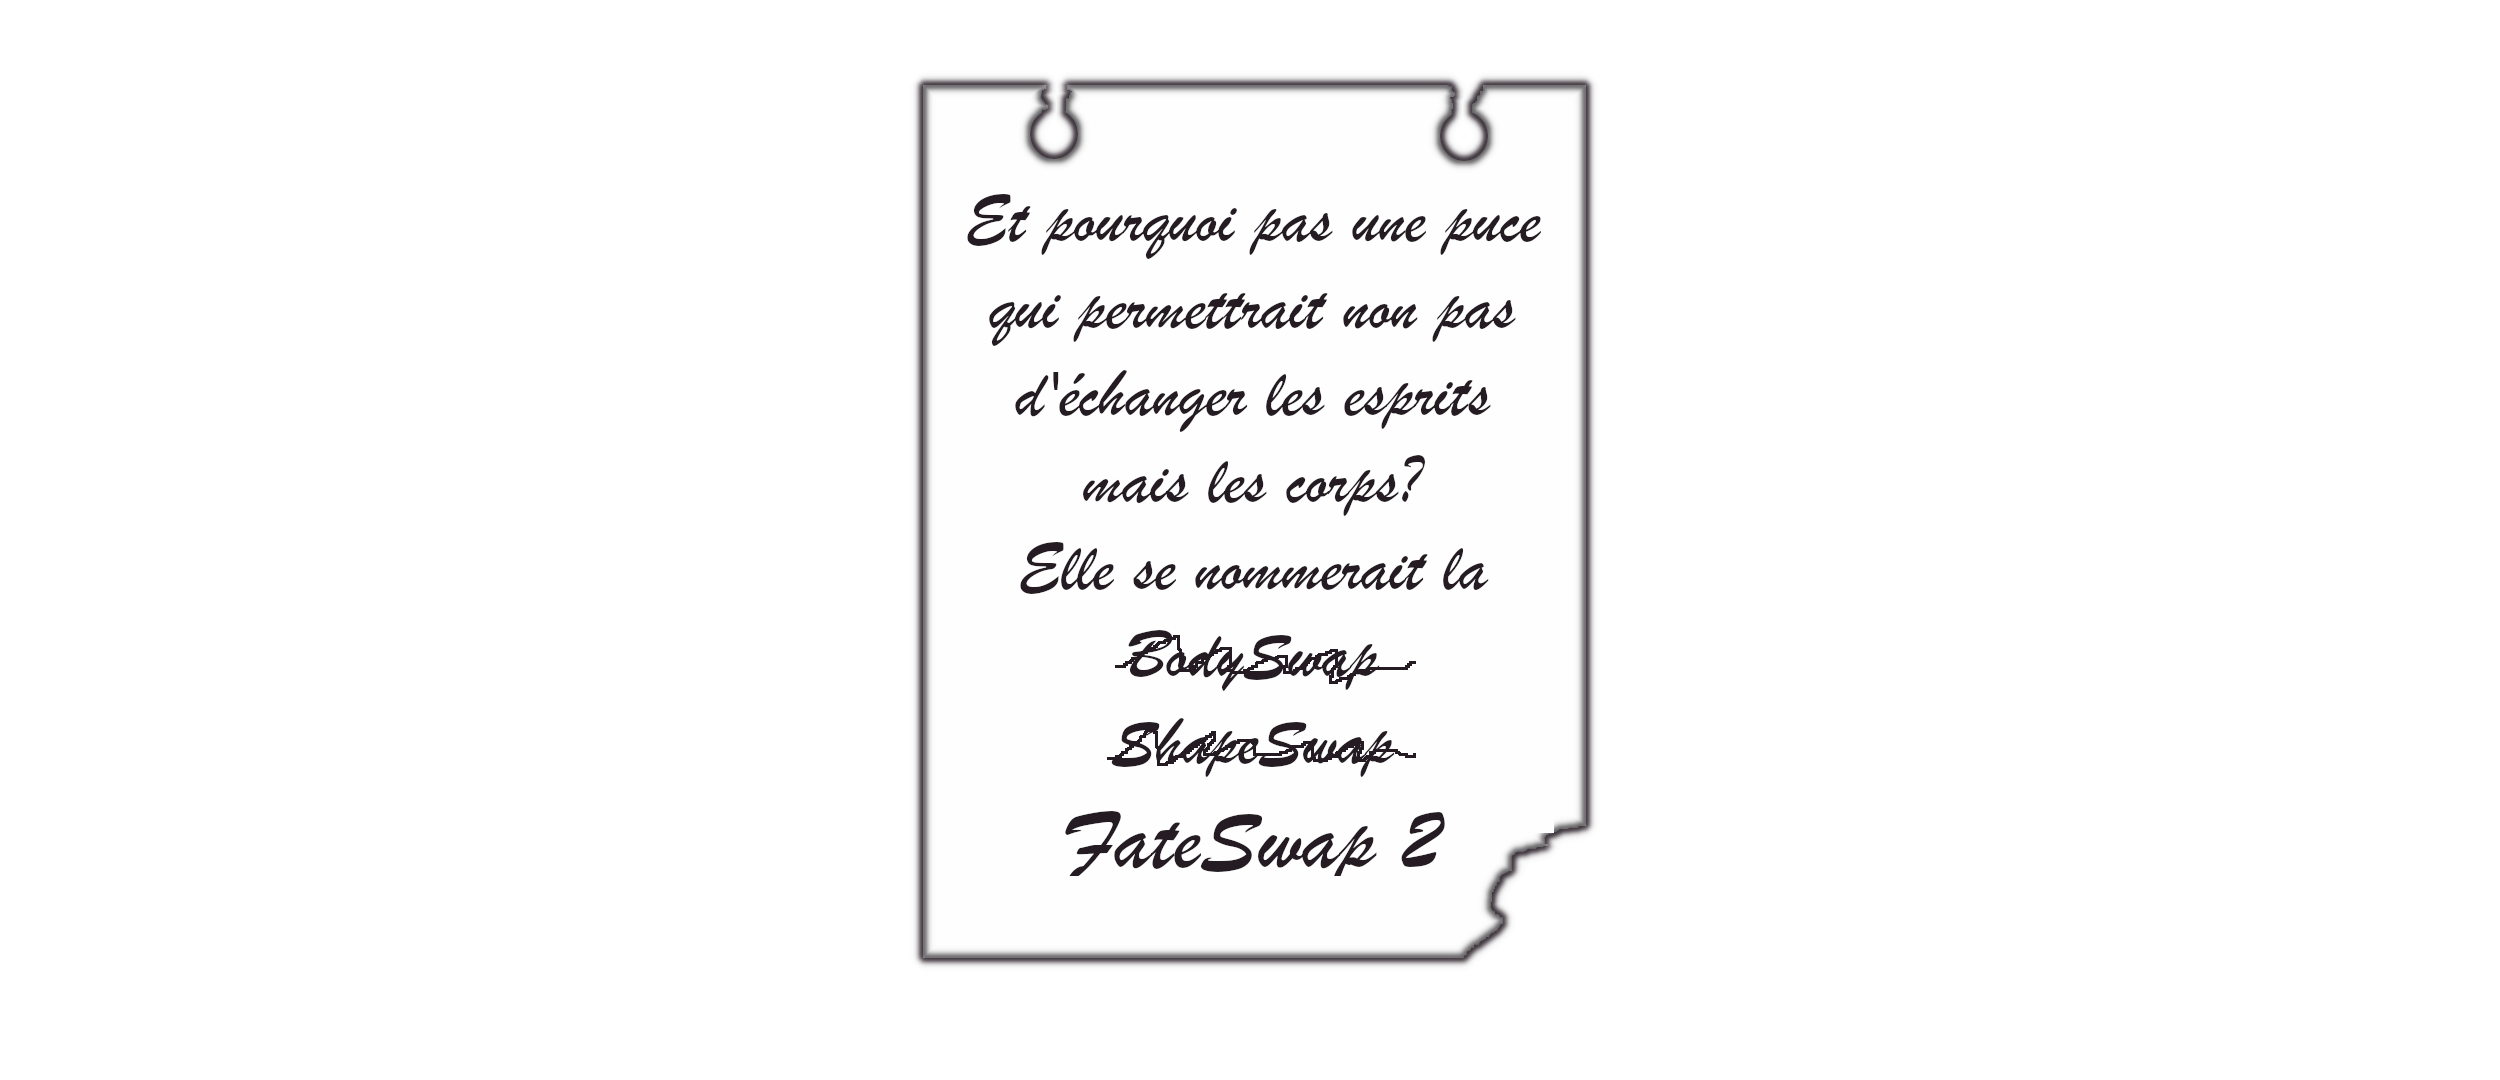 Et pourquoi pas une puce
qui permettrait non pas
d'échanger les esprits
mais les corps?
Elle se nommerait la
BodySwap
ShapeSwap
FateSwap 2